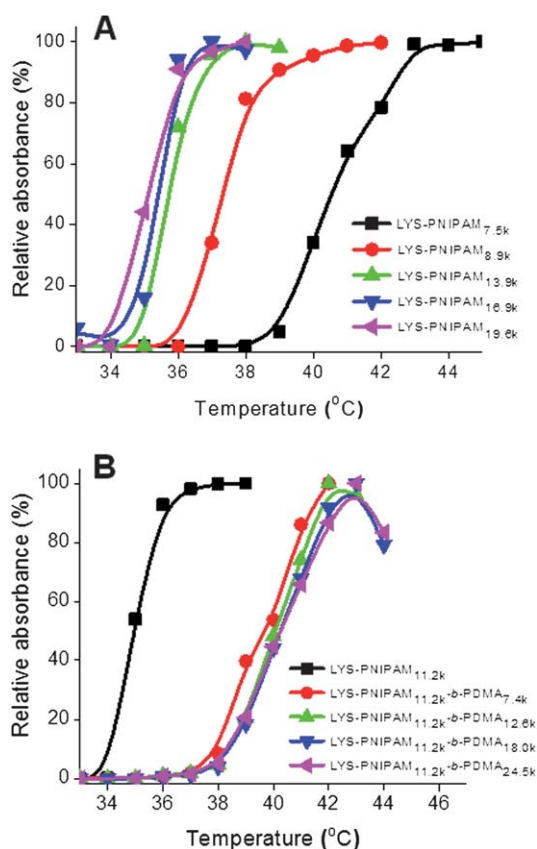 A
Relative absorbance (%)
100
80
60
40
20
0
LYS-PNIPAM7.5k
LYS-PNIPAM8.9k
LYS-PNIPAM13.9k
LYS-PNIPAM16.9k
LYS-PNIPAM19.6k
34 36 38 40 42 44
Temperature (°C)
B
Relative absorbance (%)
100
80
60
40
20
0
LYS-PNIPAM11.2k
LYS-PNIPAM11.2k-b-PDMA7.4k
LYS-PNIPAM11.2k-b-PDMA12.6k
LYS-PNIPAM11.2k-b-PDMA18.0k
LYS-PNIPAM11.2k-b-PDMA24.5k
34 36 38 40 42 44 46
Temperature (°C)